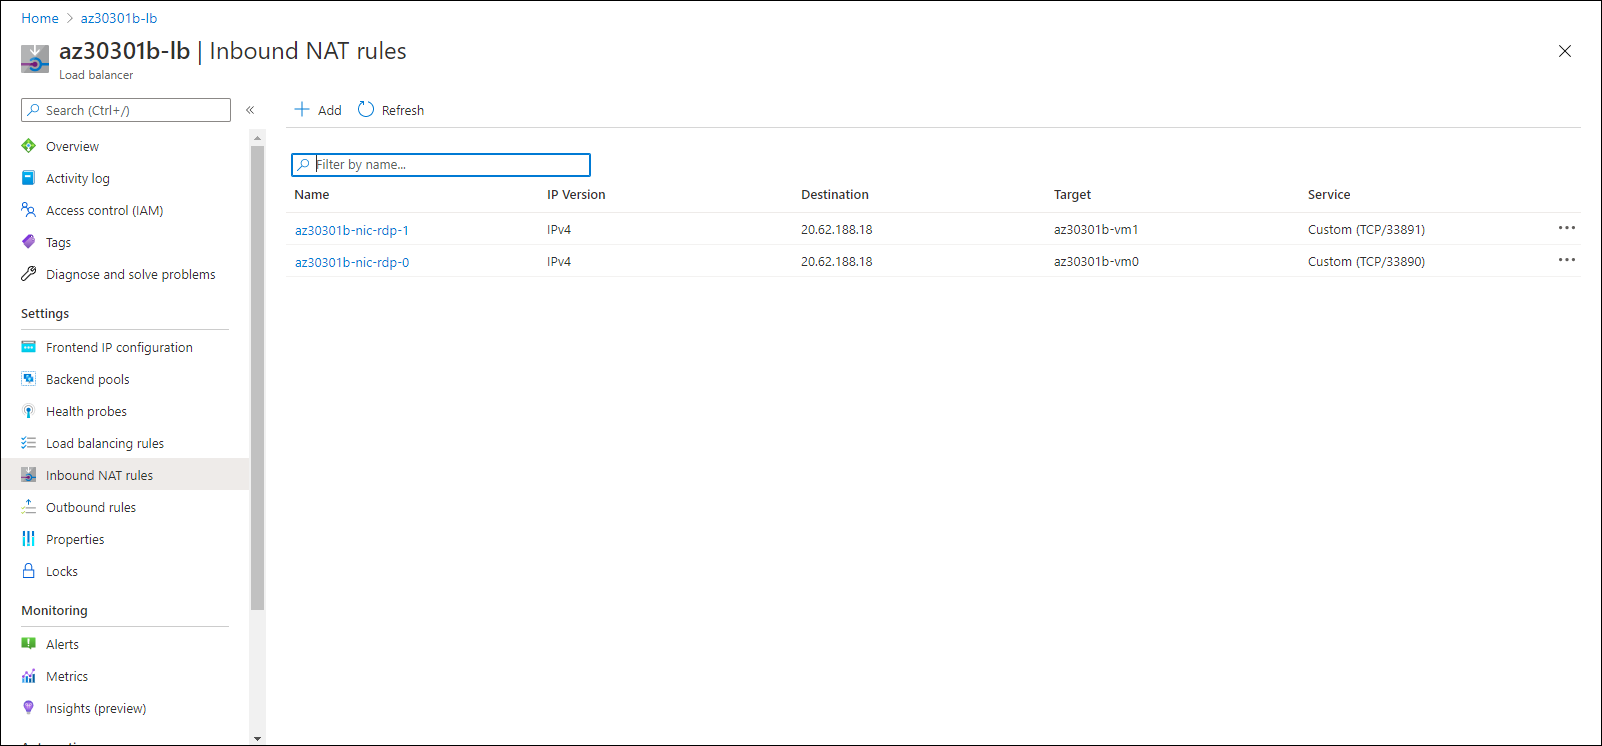 Home > az30301b-lb
az30301b-lb | Inbound NAT rules
Load balancer
Search (Ctrl+/)
«
Overview
Activity log
Access control (IAM)
Tags
Diagnose and solve problems
Settings
Frontend IP configuration
Backend pools
Health probes
Load balancing rules
Inbound NAT rules
Outbound rules
Properties
Locks
Monitoring
Alerts
Metrics
Insights (preview)
Add Refresh
Filter by name...
Name IP Version Destination Target Service
az30301b-nic-rdp-1 IPv4 20.62.188.18 az30301b-vm1 Custom (TCP/33891)
az30301b-nic-rdp-0 IPv4 20.62.188.18 az30301b-vm0 Custom (TCP/33890)